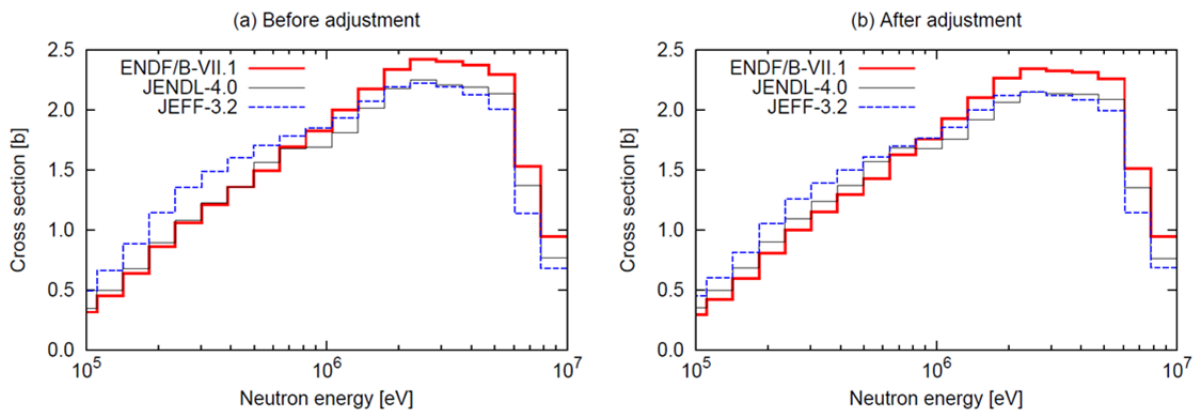 (a) Before adjustment
2.5
2.0
1.5
1.0
0.5
0.0
Cross section [b]
ENDF/B-VII.1
JENDL-4.0
JEFF-3.2
10^5
10^6
10^7
Neutron energy [eV]
(b) After adjustment
2.5
2.0
1.5
1.0
0.5
0.0
Cross section [b]
ENDF/B-VII.1
JENDL-4.0
JEFF-3.2
10^5
10^6
10^7
Neutron energy [eV]